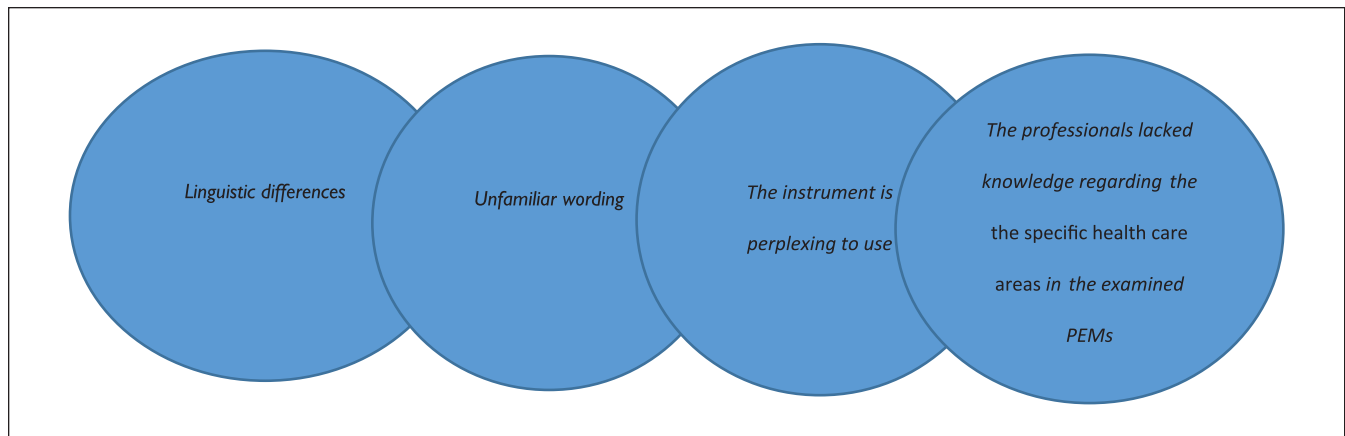 Linguistic differences
Unfamiliar wording
The instrument is
perplexing to use
The professionals lacked
knowledge regarding the
the specific health care
areas in the examined
PEMs